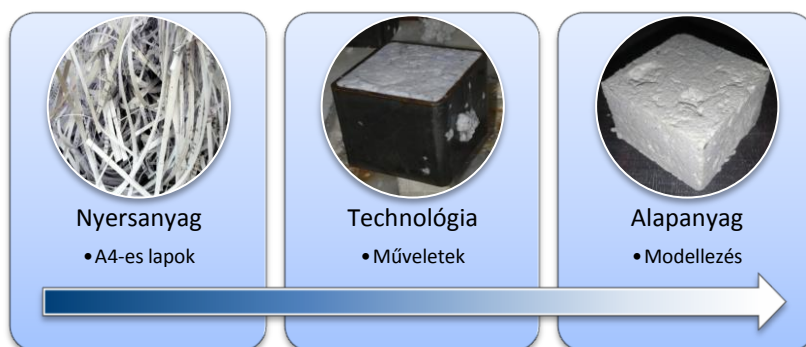 Nyersanyag
•A4-es lapok
Technológia
•Műveletek
Alapanyag
•Modellezés